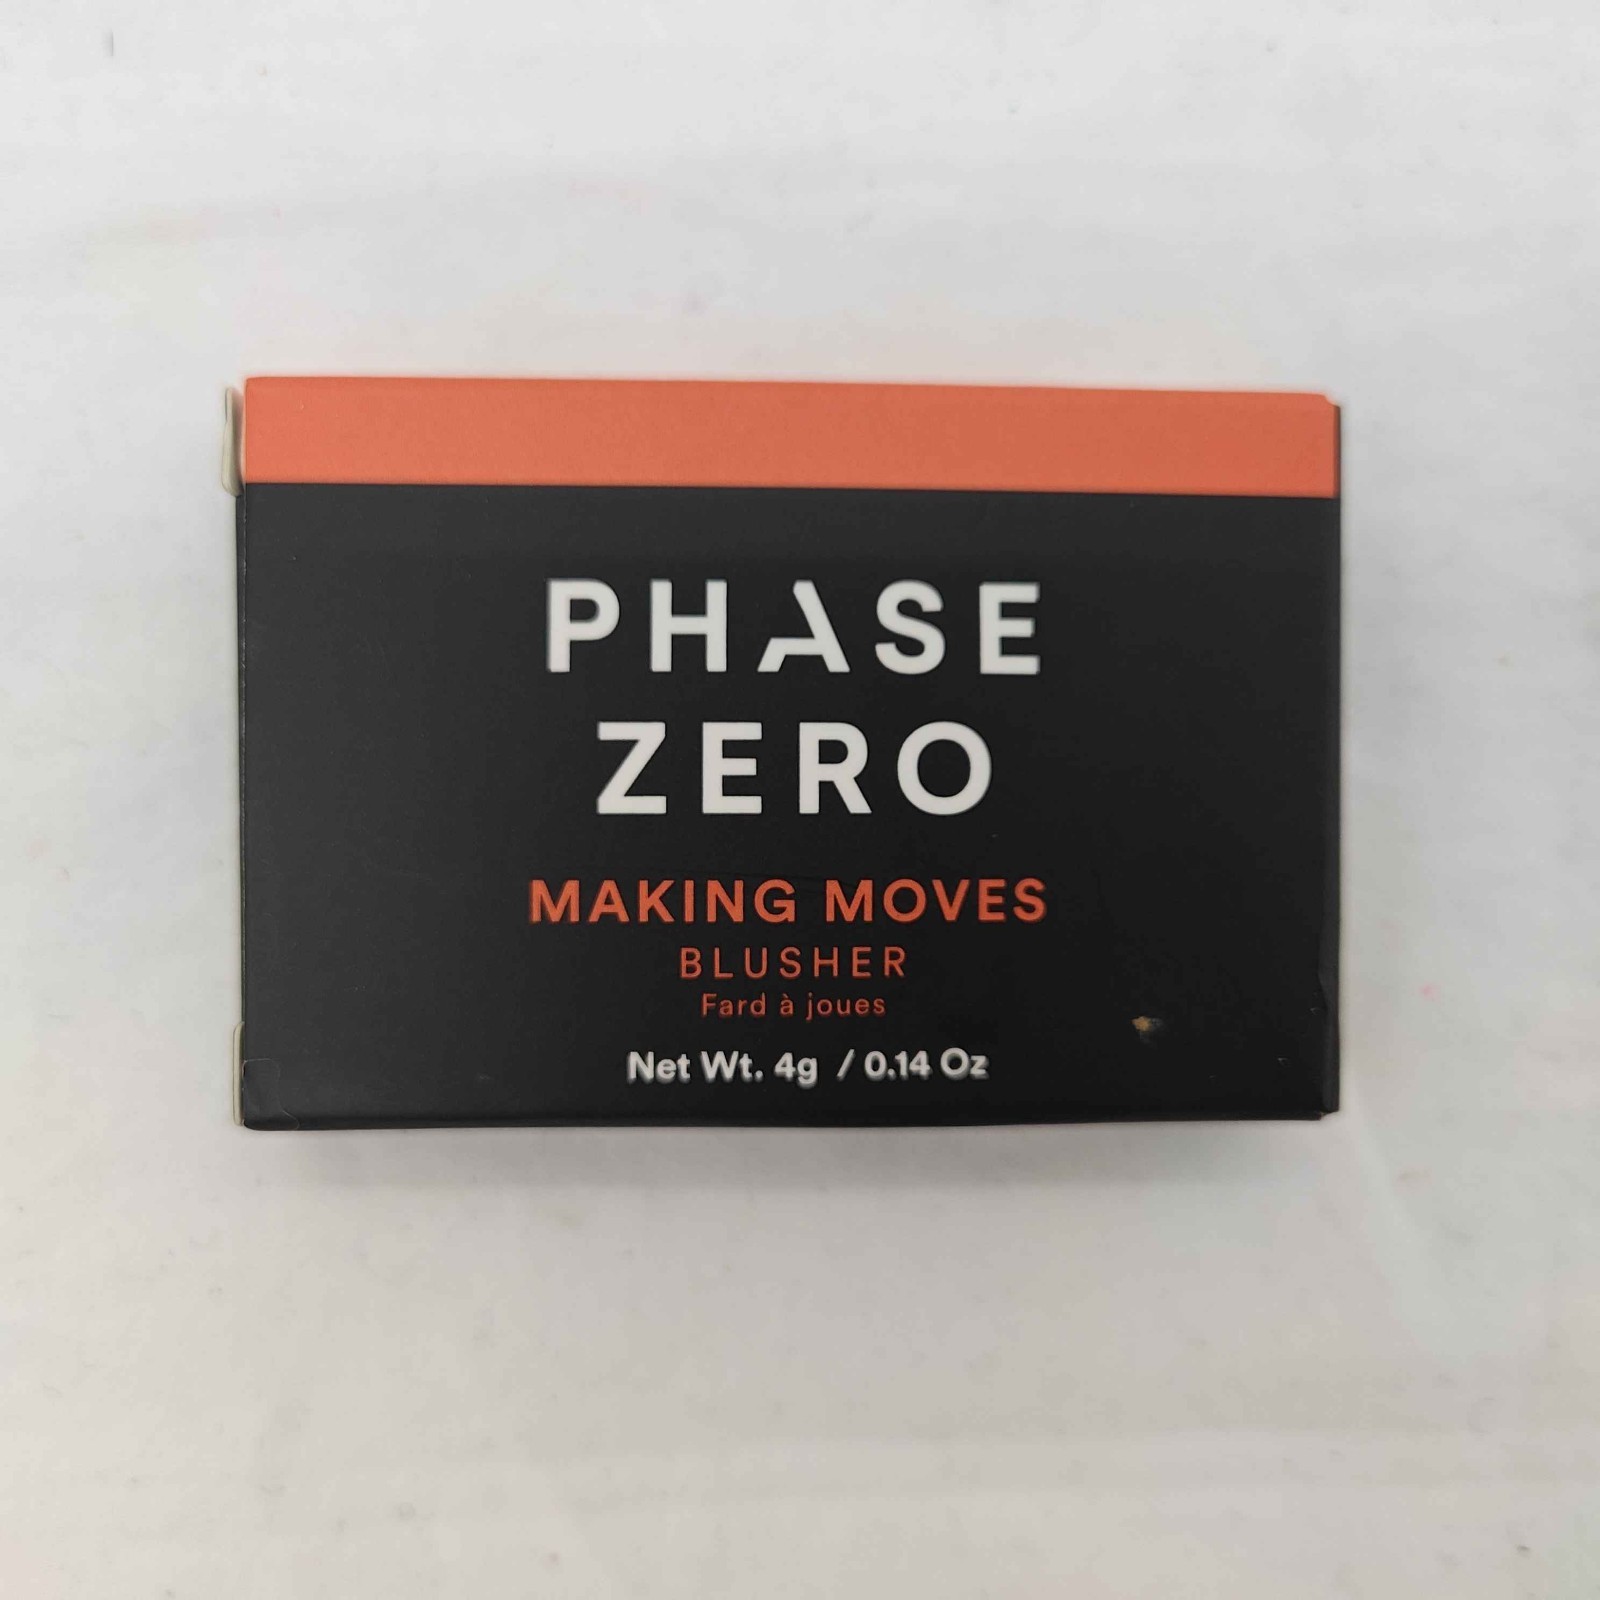 PHASE
ZERO
MAKING MOVES
BLUSHER
Fard à joues
Net Wt. 4g / 0.14 Oz